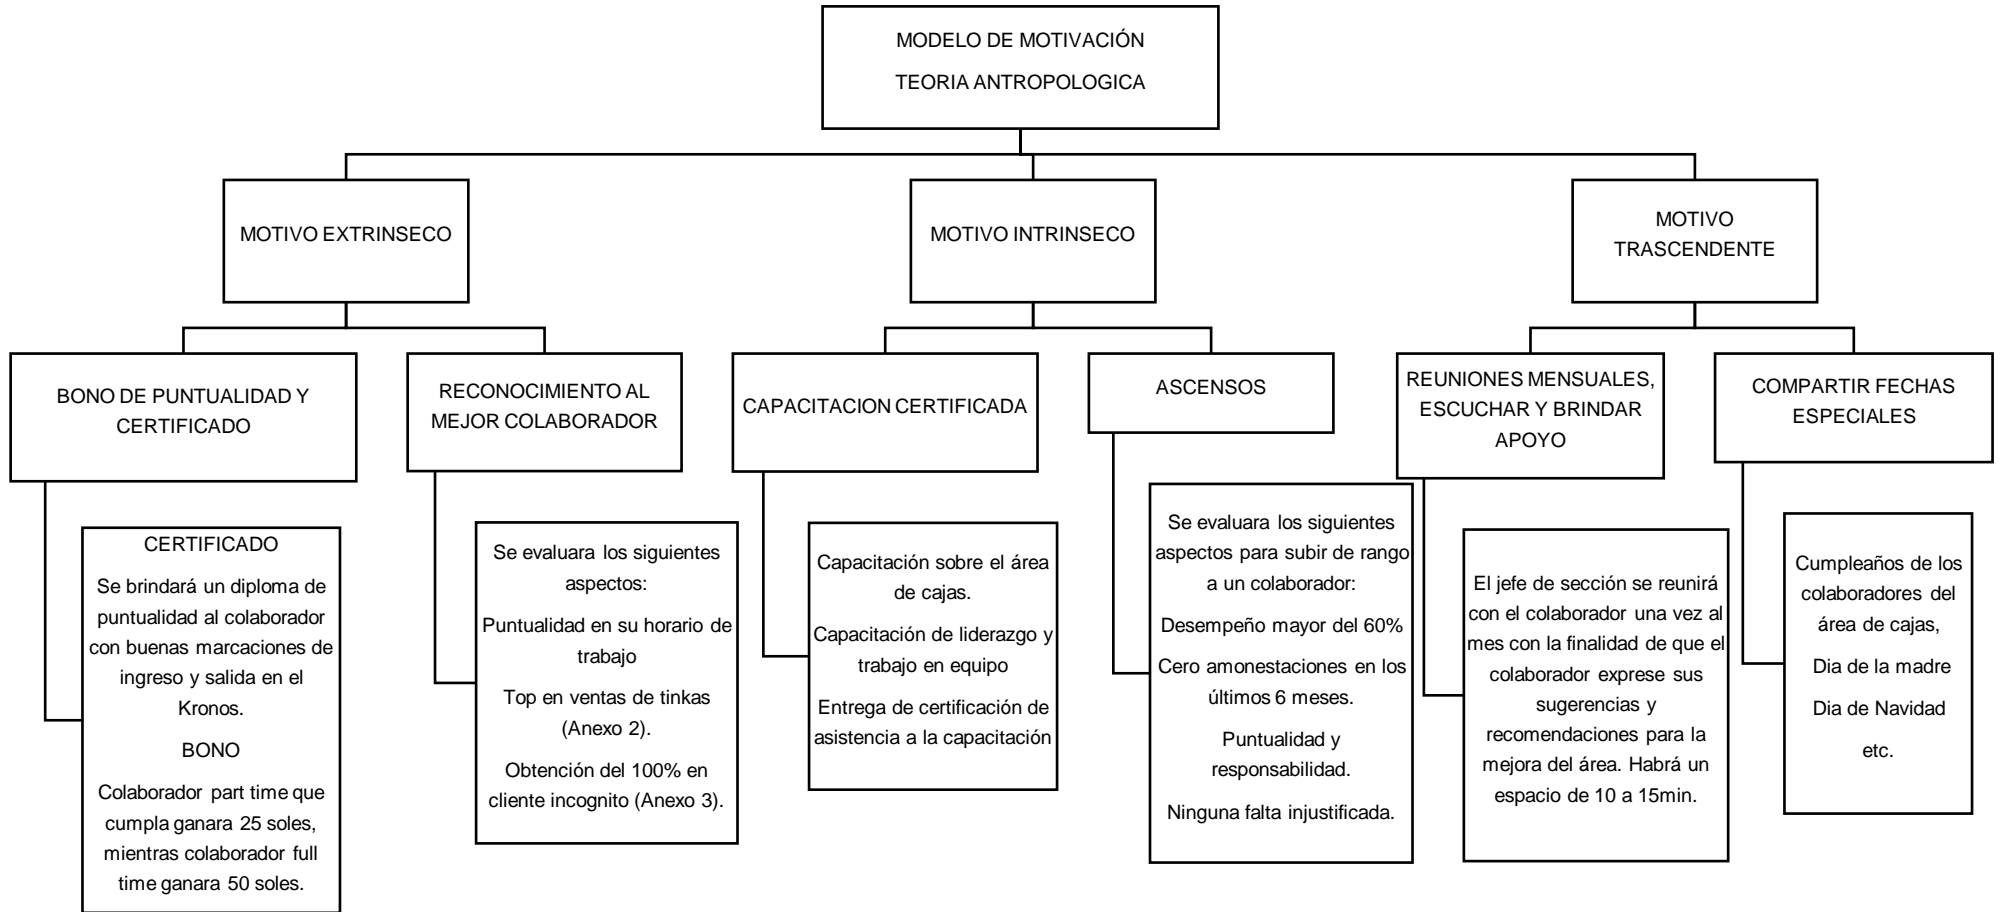 MODELO DE MOTIVACIÓN
TEORIA ANTROPOLOGICA
MOTIVO EXTRINSECO
MOTIVO INTRINSECO
MOTIVO
TRASCENDENTE
BONO DE PUNTUALIDAD Y
CERTIFICADO
RECONOCIMIENTO AL
MEJOR COLABORADOR
CAPACITACION CERTIFICADA
ASCENSOS
REUNIONES MENSUALES,
ESCUCHAR Y BRINDAR
APOYO
COMPARTIR FECHAS
ESPECIALES
CERTIFICADO
Se brindará un diploma de
puntualidad al colaborador
con buenas marcaciones de
ingreso y salida en el
Kronos.
BONO
Colaborador part time que
cumpla ganara 25 soles,
mientras colaborador full
time ganara 50 soles.
Se evaluara los siguientes
aspectos:
Puntualidad en su horario de
trabajo
Top en ventas de tinkas
(Anexo 2).
Obtención del 100% en
cliente incognito (Anexo 3).
Capacitación sobre el área
de cajas.
Capacitación de liderazgo y
trabajo en equipo
Entrega de certificación de
asistencia a la capacitación
Se evaluara los siguientes
aspectos para subir de rango
a un colaborador:
Desempeño mayor del 60%
Cero amonestaciones en los
últimos 6 meses.
Puntualidad y
responsabilidad.
Ninguna falta injustificada.
El jefe de sección se reunirá
con el colaborador una vez al
mes con la finalidad de que el
colaborador exprese sus
sugerencias y
recomendaciones para la
mejora del área. Habrá un
espacio de 10 a 15min.
Cumpleaños de los
colaboradores del
área de cajas,
Dia de la madre
Dia de Navidad
etc.